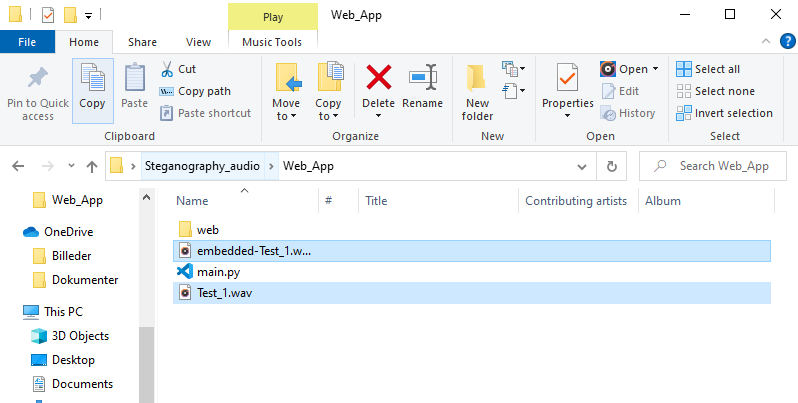 Play
Web_App
File
Home
Share
View
Music Tools
Pin to Quick
access
Copy
Paste
Cut
Copy path
Paste shortcut
Clipboard
Move
to
Copy
to
Delete
Rename
Organize
New
folder
New
Properties
Open
Edit
History
Open
Select all
Select none
Invert selection
Select
Steganography_audio
Web_App
Search Web_App
Web_App
OneDrive
Billeder
Dokumenter
This PC
3D Objects
Desktop
Documents
Name
#
Title
Contributing artists
Album
web
embedded-Test_1.w...
main.py
Test_1.wav